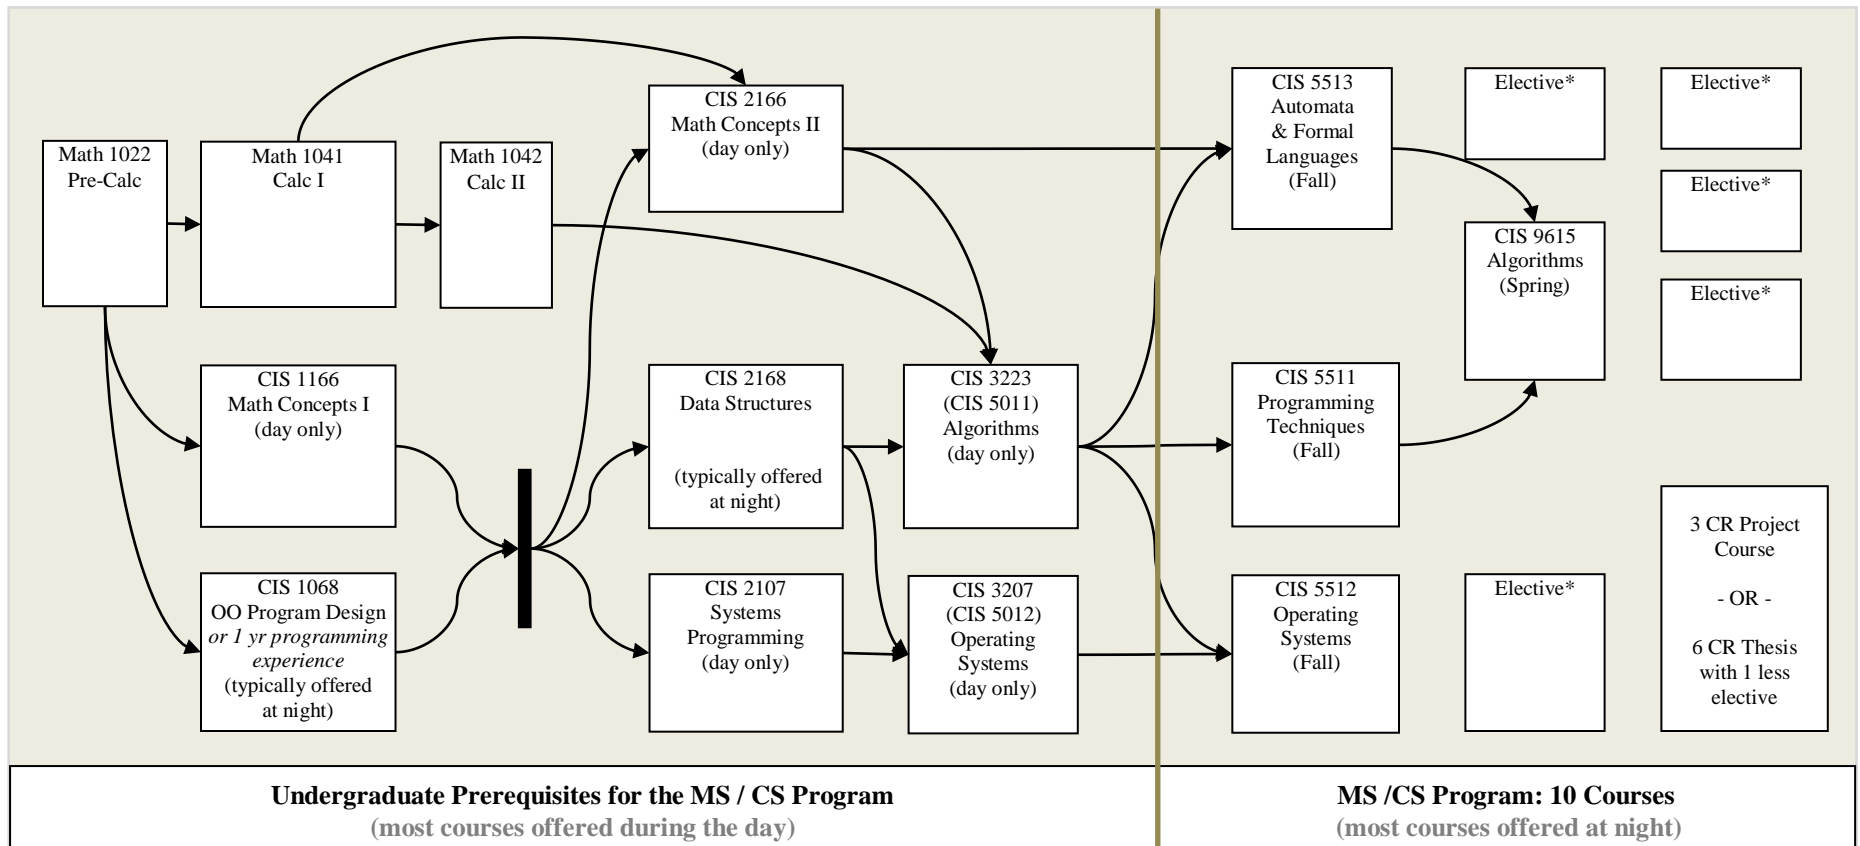 Math 1022
Pre-Calc
Math 1041
Calc I
Math 1042
Calc II
CIS 2166
Math Concepts II
(day only)
CIS 1166
Math Concepts I
(day only)
CIS 1068
OO Program Design
or 1 yr programming
experience
(typically offered
at night)
CIS 2168
Data Structures
(typically offered
at night)
CIS 2107
Systems
Programming
(day only)
CIS 3223
(CIS 5011)
Algorithms
(day only)
CIS 3207
(CIS 5012)
Operating
Systems
(day only)
CIS 5513
Automata
& Formal
Languages
(Fall)
CIS 5511
Programming
Techniques
(Fall)
CIS 5512
Operating
Systems
(Fall)
Elective*
CIS 9615
Algorithms
(Spring)
Elective*
Elective*
Elective*
Elective*
3 CR Project
Course
- OR -
6 CR Thesis
with 1 less
elective
Undergraduate Prerequisites for the MS / CS Program
(most courses offered during the day)
MS /CS Program: 10 Courses
(most courses offered at night)